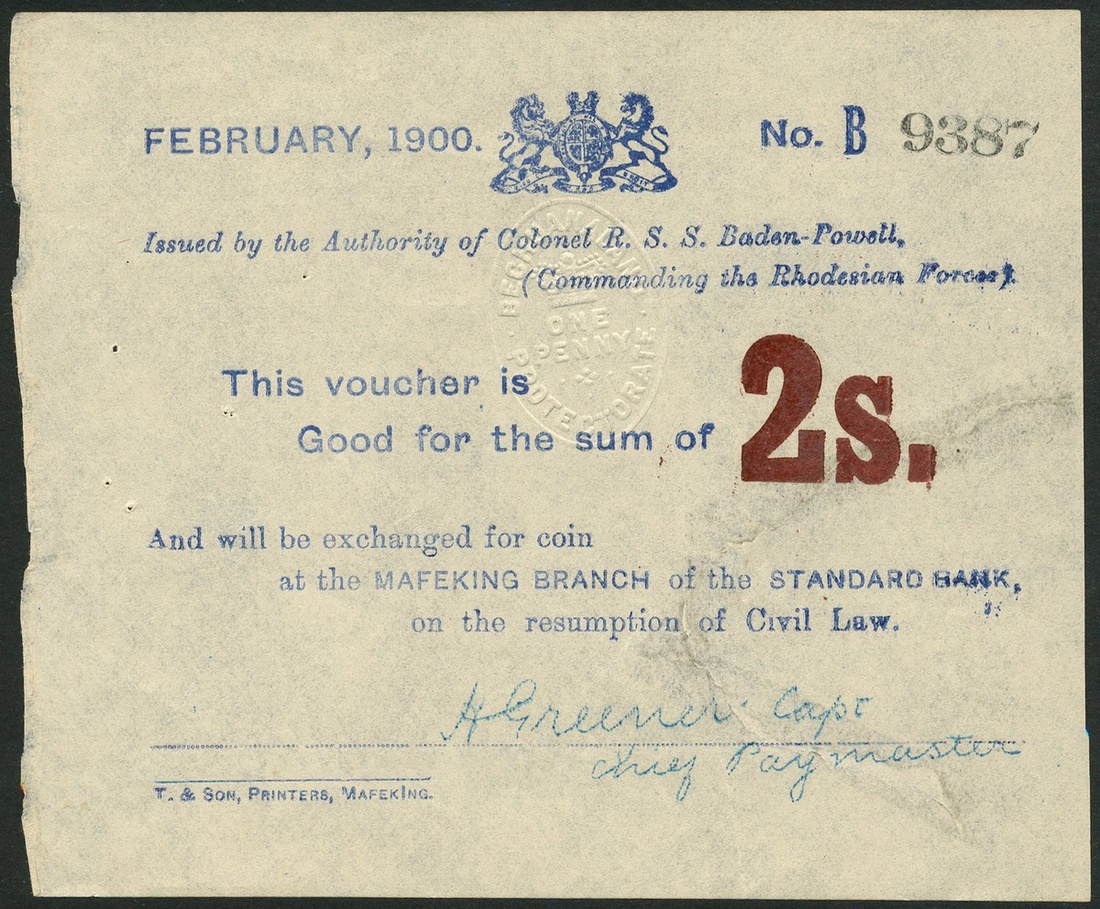 FEBRUARY, 1900. No. B 9387
Issued by the Authority of Colonel R. S. S. Baden-Powell,
(Commanding the Rhodesian Forces).
BECHUANALAND
ONE
PENNY
PROTECTORATE
This voucher is
Good for the sum of 2s.
And will be exchanged for coin
at the MAFEKING BRANCH of the STANDARD BANK,
on the resumption of Civil Law.
H Greener. Capt
Chief Paymaster
T. & SON, PRINTERS, MAFEKING.